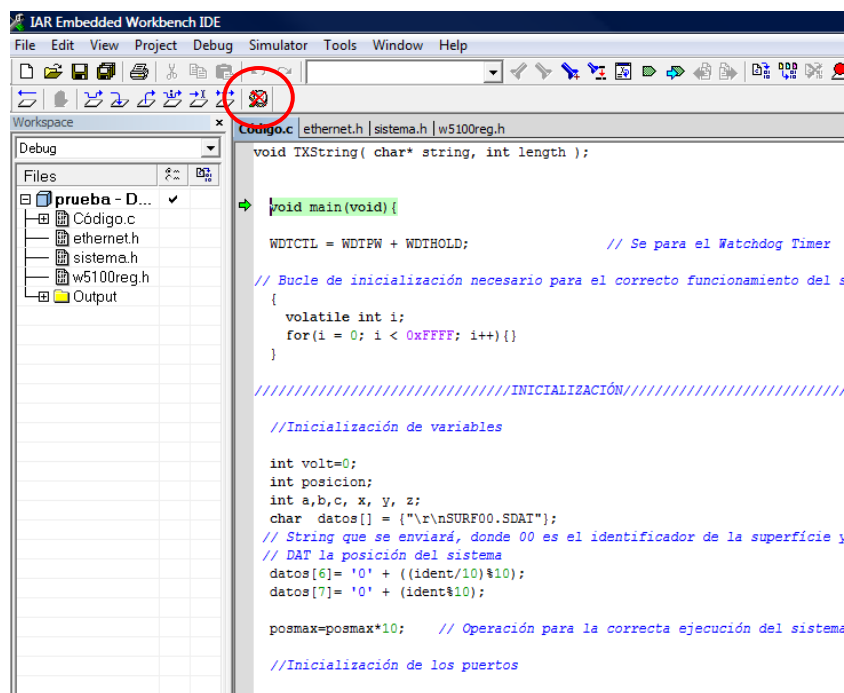 IAR Embedded Workbench IDE
File Edit View Project Debug Simulator Tools Window Help
Workspace
Debug
Files
prueba - D...
Código.c
ethernet.h
sistema.h
w5100reg.h
Output
Código.c ethernet.h sistema.h w5100reg.h
void TXString( char* string, int length );
void main(void){
WDTCTL = WDTPW + WDTHOLD; // Se para el Watchdog Timer
// Bucle de inicialización necesario para el correcto funcionamiento del s
{
volatile int i;
for(i = 0; i < 0xFFFF; i++){}
}
////////////////////////////////INICIALIZACIÓN////////////////////////////
//Inicialización de variables
int volt=0;
int posicion;
int a,b,c, x, y, z;
char datos[] = {"\r\nSURF00.SDAT"};
// String que se enviará, donde 00 es el identificador de la superfície y
// DAT la posición del sistema
datos[6]= '0' + ((ident/10)%10);
datos[7]= '0' + (ident%10);
posmax=posmax*10; // Operación para la correcta ejecución del sistema
//Inicialización de los puertos